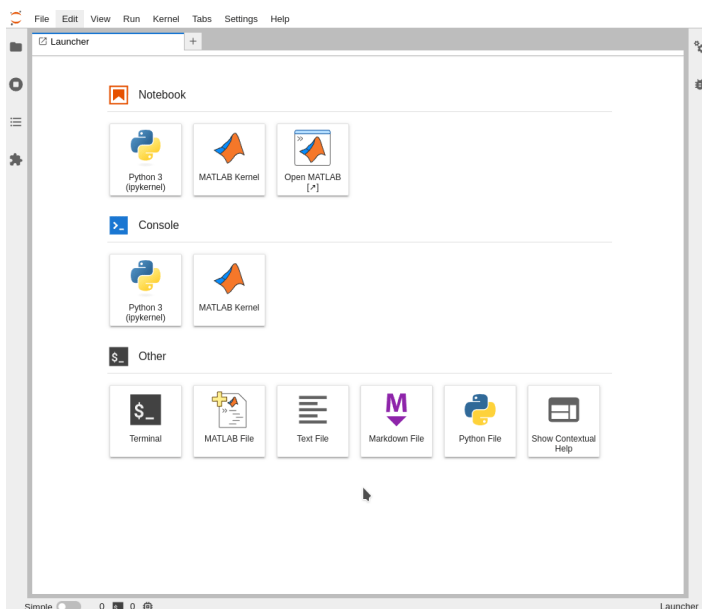 File Edit View Run Kernel Tabs Settings Help
Launcher +
Notebook
Python 3
(ipykernel)
MATLAB Kernel
Open MATLAB
[↗]
Console
Python 3
(ipykernel)
MATLAB Kernel
$_ Other
$_
Terminal
MATLAB File
Text File
M
Markdown File
Python File
Show Contextual
Help
Simple 0 0 Launcher